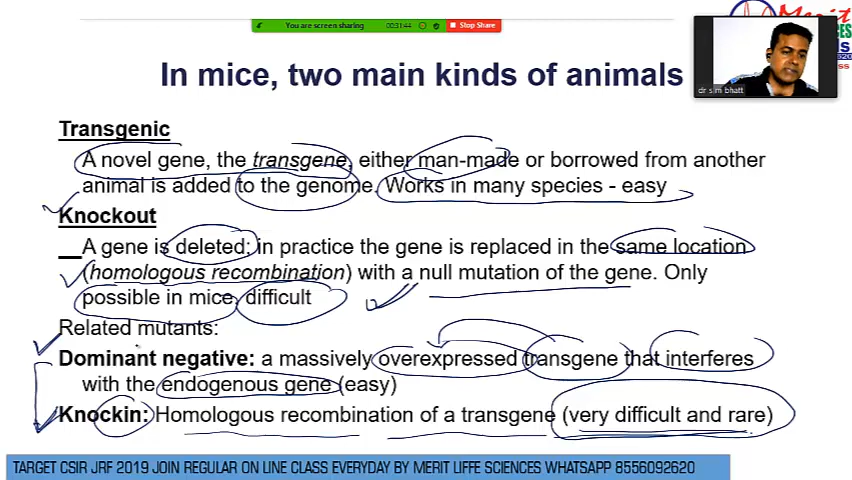 You are screen sharing 00:31:44 Stop Share
Merit
dr s m bhatt
In mice, two main kinds of animals
Transgenic
A novel gene, the transgene, either man-made or borrowed from another
animal is added to the genome. Works in many species - easy
Knockout
A gene is deleted; in practice the gene is replaced in the same location
(homologous recombination) with a null mutation of the gene. Only
possible in mice, difficult
Related mutants:
Dominant negative: a massively overexpressed transgene that interferes
with the endogenous gene (easy)
Knockin: Homologous recombination of a transgene (very difficult and rare)
TARGET CSIR JRF 2019 JOIN REGULAR ON LINE CLASS EVERYDAY BY MERIT LIFFE SCIENCES WHATSAPP 8556092620